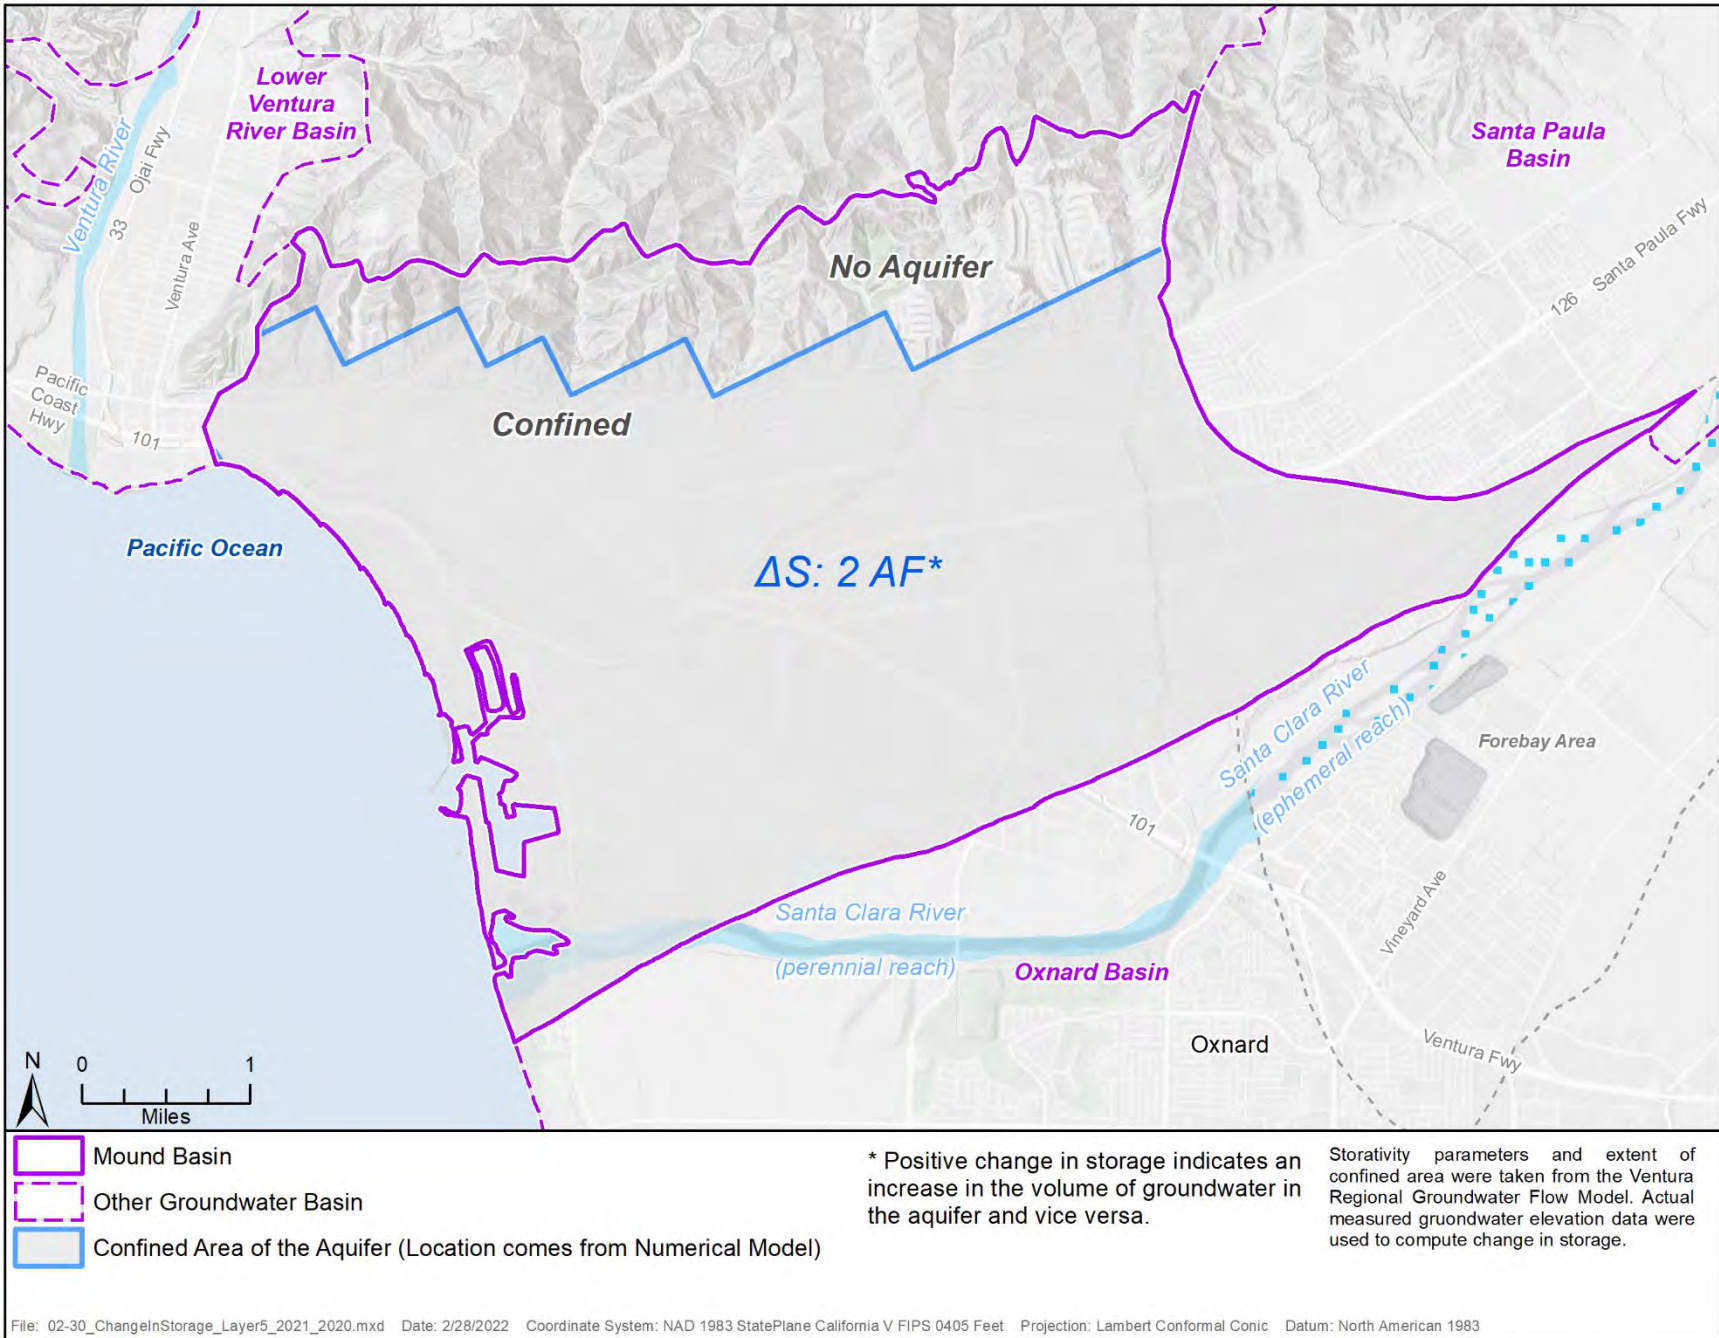 Lower
Ventura
River Basin
Santa Paula
Basin
Ventura River
33
Ojai Fwy
Ventura Ave
No Aquifer
126
Santa Paula Fwy
Pacific
Coast
Hwy
101
Confined
Pacific Ocean
ΔS: 2 AF*
Santa Clara River
(ephemeral reach)
Forebay Area
101
Vineyard Ave
Santa Clara River
(perennial reach)
Oxnard Basin
Oxnard
Ventura Fwy
N
0 1
Miles
Mound Basin
Other Groundwater Basin
Confined Area of the Aquifer (Location comes from Numerical Model)
* Positive change in storage indicates an
increase in the volume of groundwater in
the aquifer and vice versa.
Storativity parameters and extent of
confined area were taken from the Ventura
Regional Groundwater Flow Model. Actual
measured gruondwater elevation data were
used to compute change in storage.
File: 02-30_ChangeInStorage_Layer5_2021_2020.mxd Date: 2/28/2022 Coordinate System: NAD 1983 StatePlane California V FIPS 0405 Feet Projection: Lambert Conformal Conic Datum: North American 1983